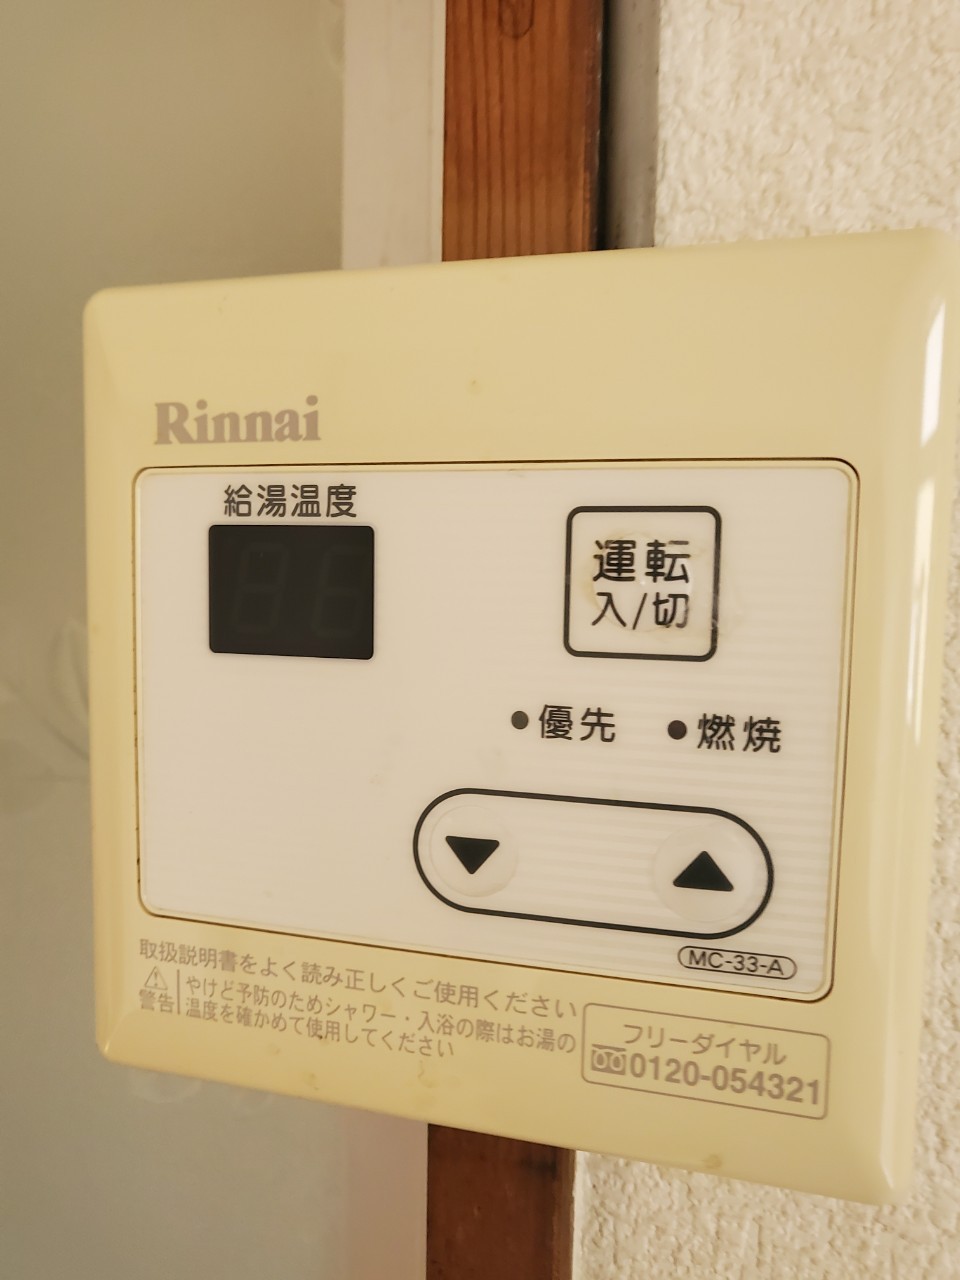 Rinnai
給湯温度
運転
入/切
優先
燃焼
MC-33-A
取扱説明書をよく読み正しくご使用ください
警告 やけど予防のためシャワー・入浴の際はお湯の
温度を確かめて使用してください
フリーダイヤル
0120-054321